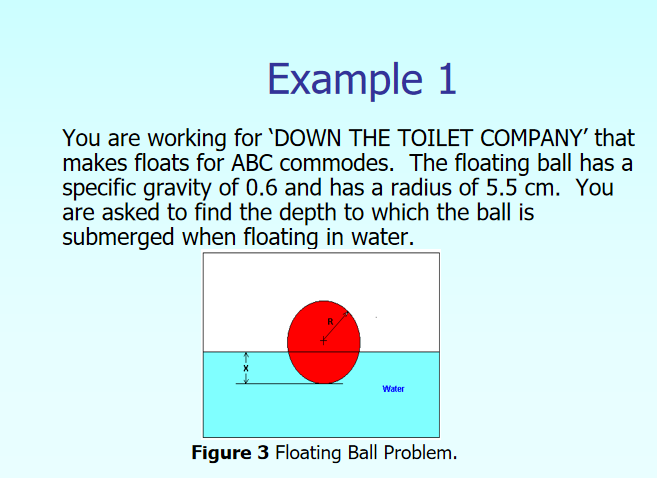 Example 1
You are working for ‘DOWN THE TOILET COMPANY’ that
makes floats for ABC commodes.  The floating ball has a
specific gravity of 0.6 and has a radius of 5.5 cm.  You
are asked to find the depth to which the ball is
submerged when floating in water.
R
X
Water
Figure 3 Floating Ball Problem.